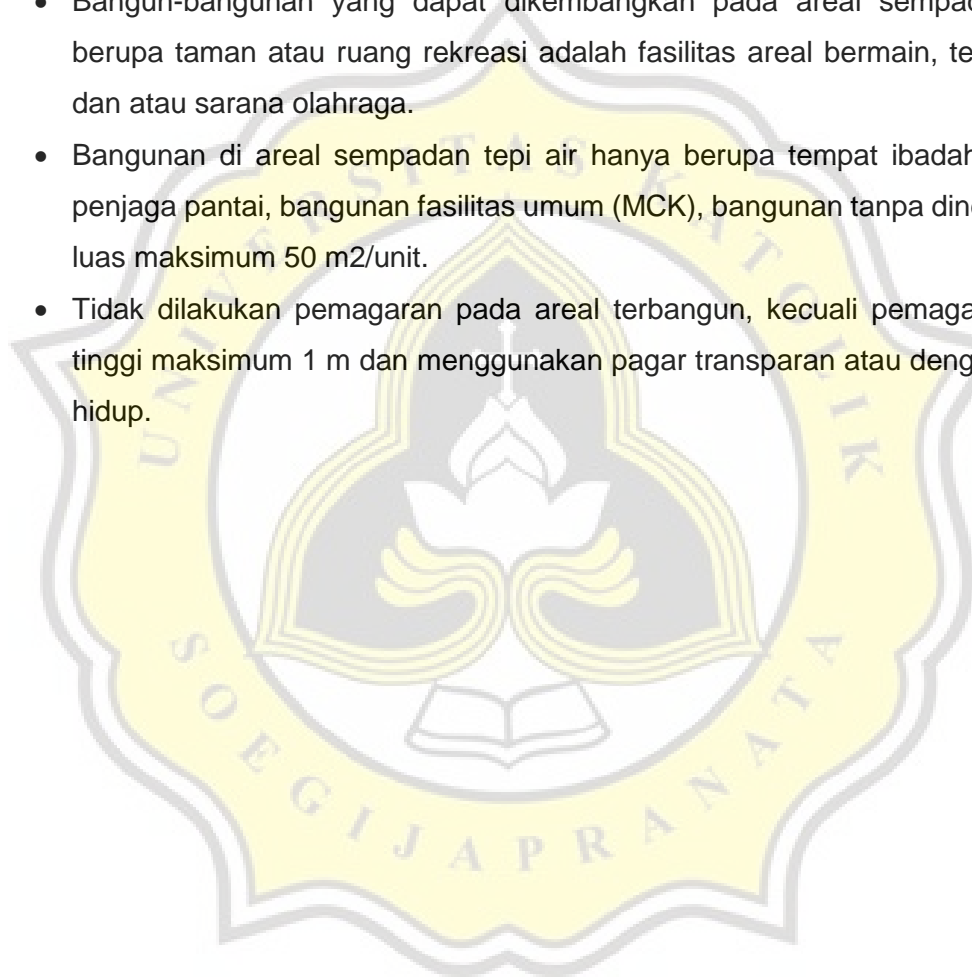 • Bangun-bangunan yang dapat dikembangkan pada areal sempad
berupa taman atau ruang rekreasi adalah fasilitas areal bermain, te
dan atau sarana olahraga.
• Bangunan di areal sempadan tepi air hanya berupa tempat ibadah
penjaga pantai, bangunan fasilitas umum (MCK), bangunan tanpa din
luas maksimum 50 m2/unit.
• Tidak dilakukan pemagaran pada areal terbangun, kecuali pemaga
tinggi maksimum 1 m dan menggunakan pagar transparan atau deng
hidup.
UNIVERSITAS KATOLIK
SOEGIJAPRANATA